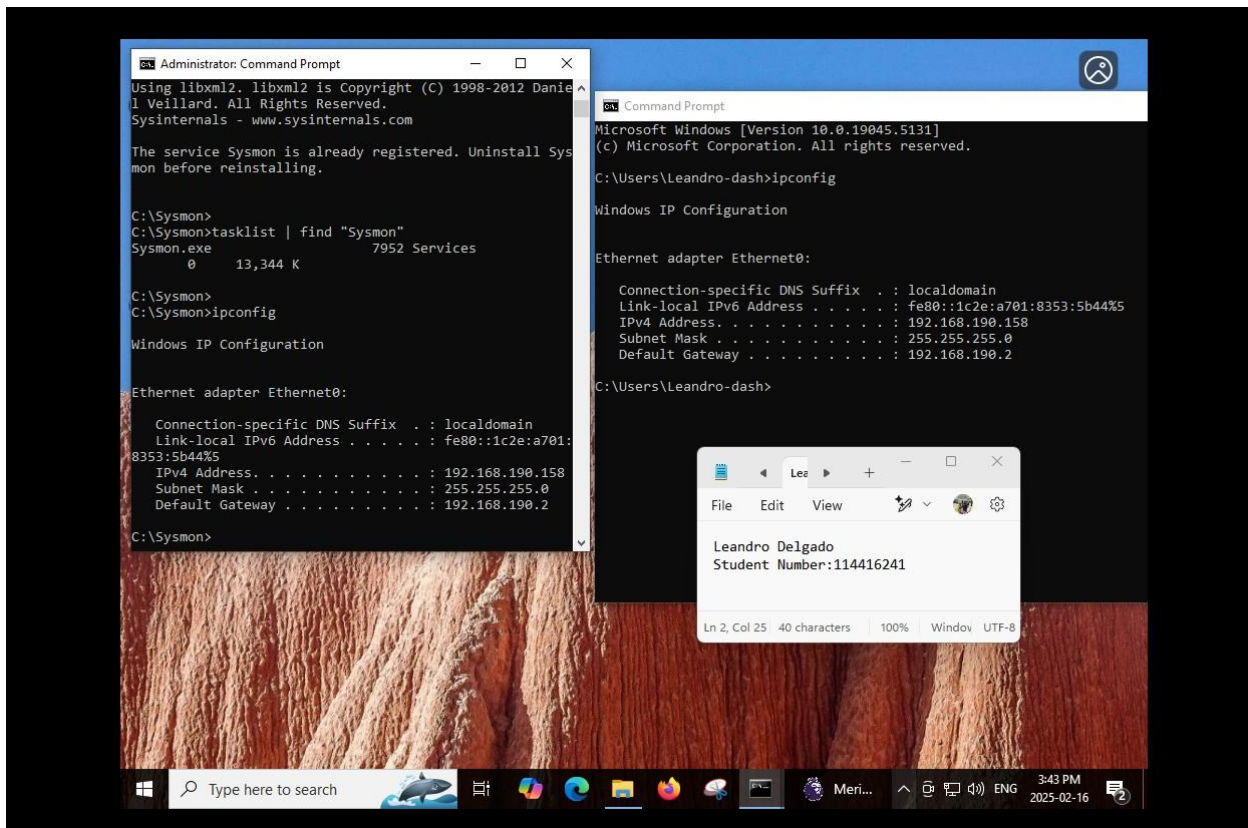 Administrator: Command Prompt
Using libxml2. libxml2 is Copyright (C) 1998-2012 Danie
l Veillard. All Rights Reserved.
Sysinternals - www.sysinternals.com
The service Sysmon is already registered. Uninstall Sys
mon before reinstalling.
C:\Sysmon>
C:\Sysmon>tasklist | find "Sysmon"
Sysmon.exe 7952 Services
0 13,344 K
C:\Sysmon>
C:\Sysmon>ipconfig
Windows IP Configuration
Ethernet adapter Ethernet0:
Connection-specific DNS Suffix . : localdomain
Link-local IPv6 Address . . . . . : fe80::1c2e:a701:
8353:5b44%5
IPv4 Address. . . . . . . . . . . : 192.168.190.158
Subnet Mask . . . . . . . . . . . : 255.255.255.0
Default Gateway . . . . . . . . . : 192.168.190.2
C:\Sysmon>
Command Prompt
Microsoft Windows [Version 10.0.19045.5131]
(c) Microsoft Corporation. All rights reserved.
C:\Users\Leandro-dash>ipconfig
Windows IP Configuration
Ethernet adapter Ethernet0:
Connection-specific DNS Suffix . : localdomain
Link-local IPv6 Address . . . . . : fe80::1c2e:a701:8353:5b44%5
IPv4 Address. . . . . . . . . . . : 192.168.190.158
Subnet Mask . . . . . . . . . . . : 255.255.255.0
Default Gateway . . . . . . . . . : 192.168.190.2
C:\Users\Leandro-dash>
Lea
File Edit View
Leandro Delgado
Student Number:114416241
Ln 2, Col 25 40 characters 100% Window UTF-8
Type here to search
Meri...
ENG
3:43 PM
2025-02-16
2